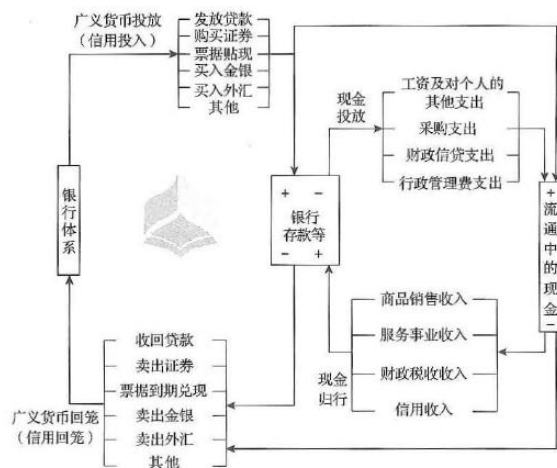 广义货币投放
（信用投入）
发放贷款
购买证券
票据贴现
买入金银
买入外汇
其他
现金
投放
工资及对个人的
其他支出
采购支出
财政信贷支出
行政管理费支出
银行体系
+ −
银行
存款等
− +
+
流通中的现金
−
商品销售收入
服务事业收入
财政税收收入
信用收入
现金
归行
广义货币回笼
（信用回笼）
收回贷款
卖出证券
票据到期兑现
卖出金银
卖出外汇
其他